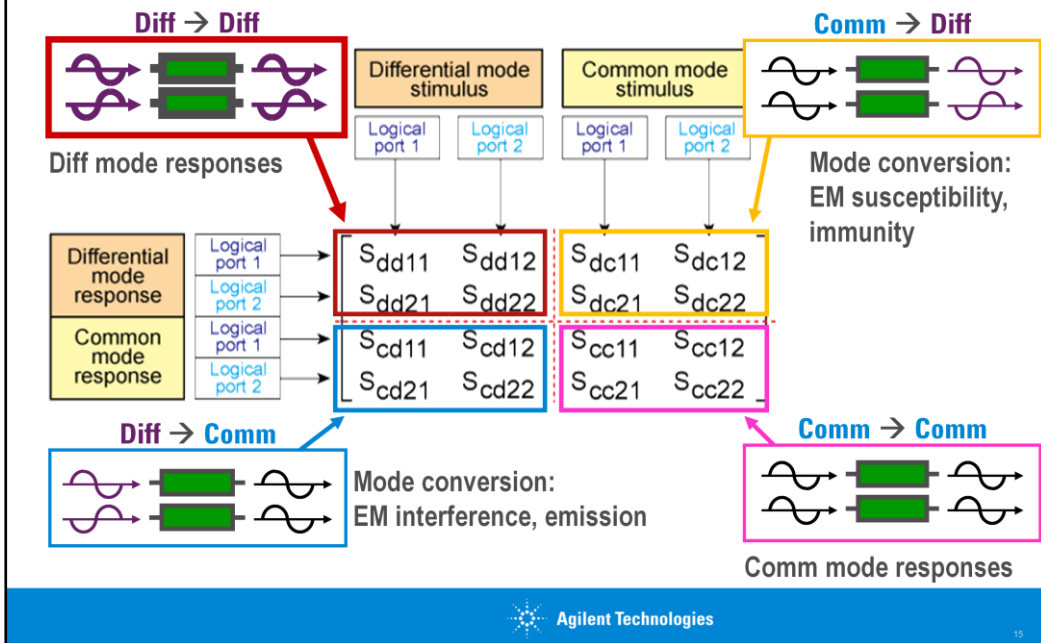 Diff → Diff
Comm → Diff
Differential mode
stimulus
Common mode
stimulus
Logical
port 1
Logical
port 2
Logical
port 1
Logical
port 2
Diff mode responses
Mode conversion:
EM susceptibility,
immunity
Differential
mode
response
Common
mode
response
Logical
port 1
Logical
port 2
Logical
port 1
Logical
port 2
Sdd11 Sdd12 Sdc11 Sdc12
Sdd21 Sdd22 Sdc21 Sdc22
Scd11 Scd12 Scc11 Scc12
Scd21 Scd22 Scc21 Scc22
Diff → Comm
Comm → Comm
Mode conversion:
EM interference, emission
Comm mode responses
Agilent Technologies
15